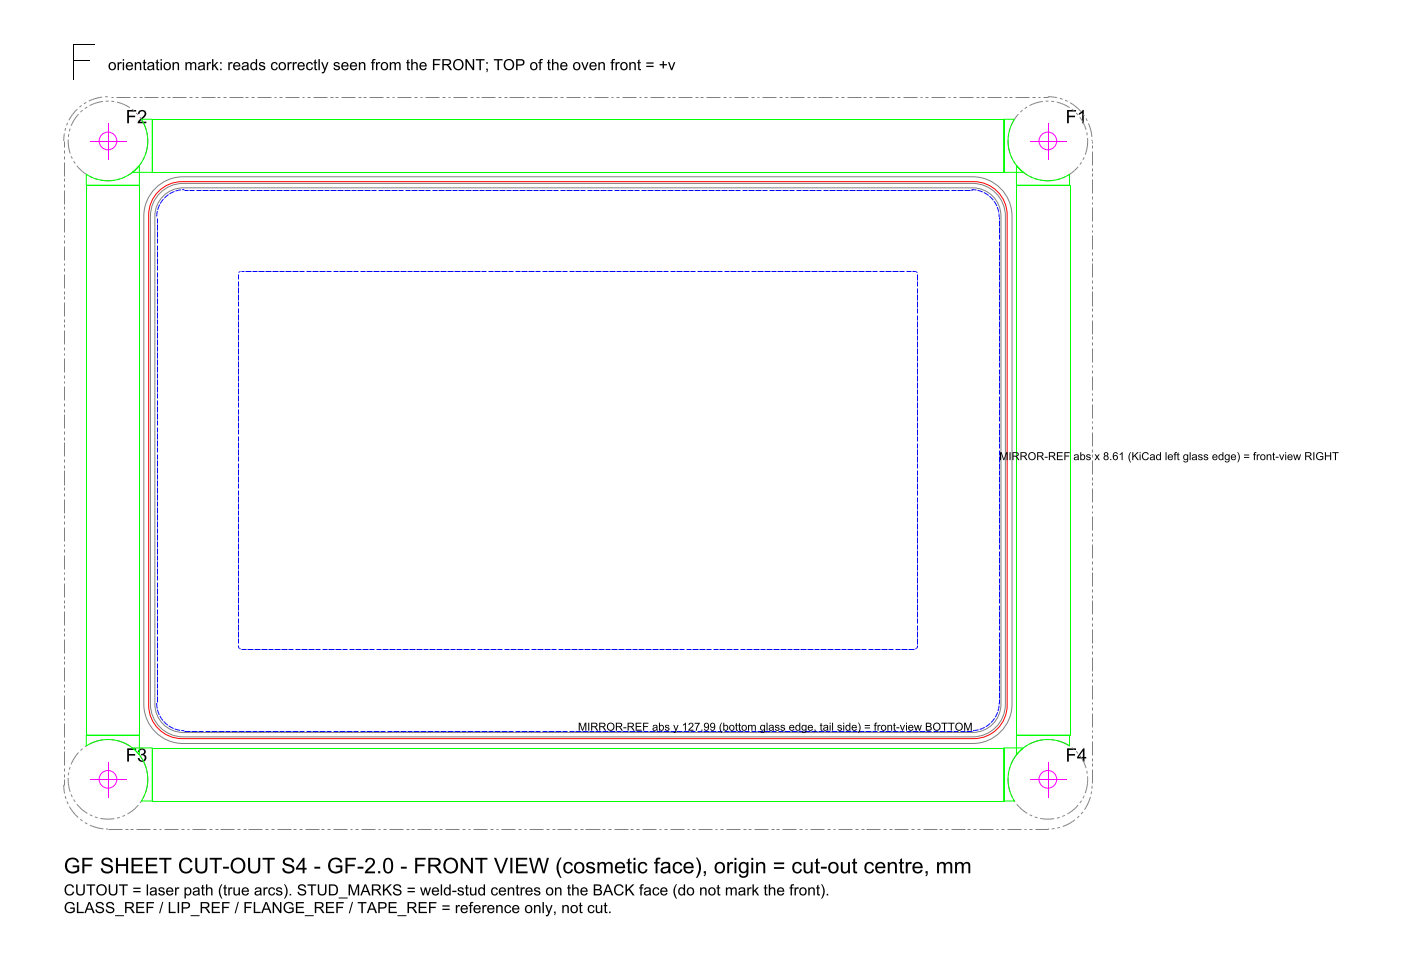 F
orientation mark: reads correctly seen from the FRONT; TOP of the oven front = +v
F2
F1
MIRROR-REF abs x 8.61 (KiCad left glass edge) = front-view RIGHT
MIRROR-REF abs y 127.99 (bottom glass edge, tail side) = front-view BOTTOM
F3
F4
GF SHEET CUT-OUT S4 - GF-2.0 - FRONT VIEW (cosmetic face), origin = cut-out centre, mm
CUTOUT = laser path (true arcs). STUD_MARKS = weld-stud centres on the BACK face (do not mark the front).
GLASS_REF / LIP_REF / FLANGE_REF / TAPE_REF = reference only, not cut.